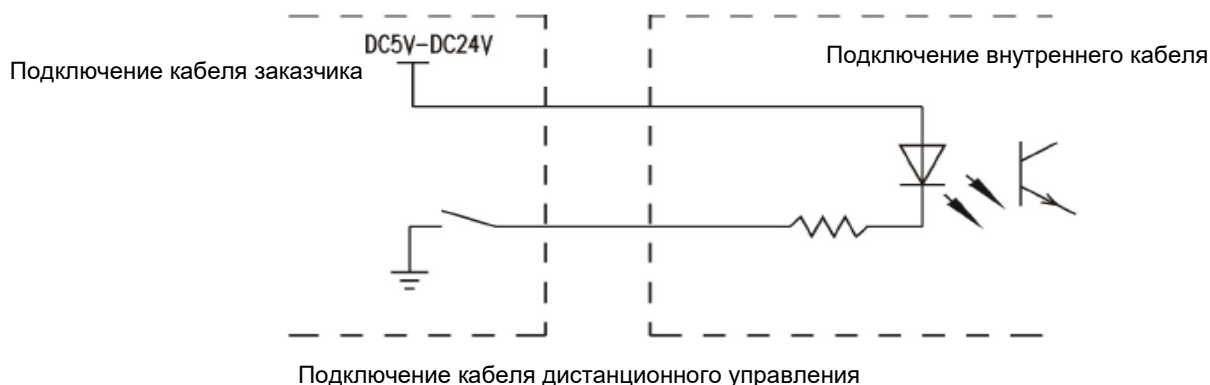 DC5V-DC24V
Подключение кабеля заказчика
Подключение внутреннего кабеля
Подключение кабеля дистанционного управления